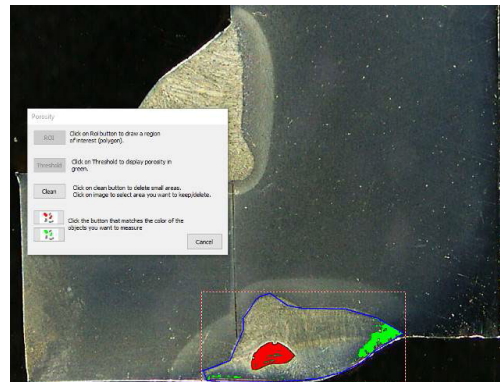 Porosity
ROI
Click on Roi button to draw a region
of interest (polygon).
Threshold
Click on Threshold to display porosity in
green.
Clean
Click on clean button to delete small areas.
Click on image to select area you want to keep/delete.
Click the button that matches the color of the
objects you want to measure
Cancel